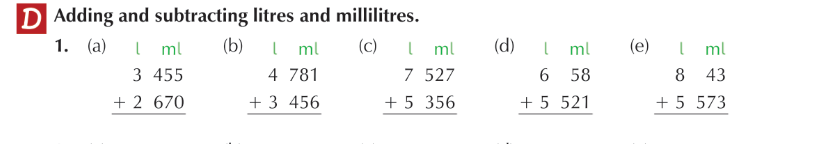 D Adding and subtracting litres and millilitres.
1. (a) l ml (b) l ml (c) l ml (d) l ml (e) l ml
3 455 4 781 7 527 6 58 8 43
+ 2 670 + 3 456 + 5 356 + 5 521 + 5 573